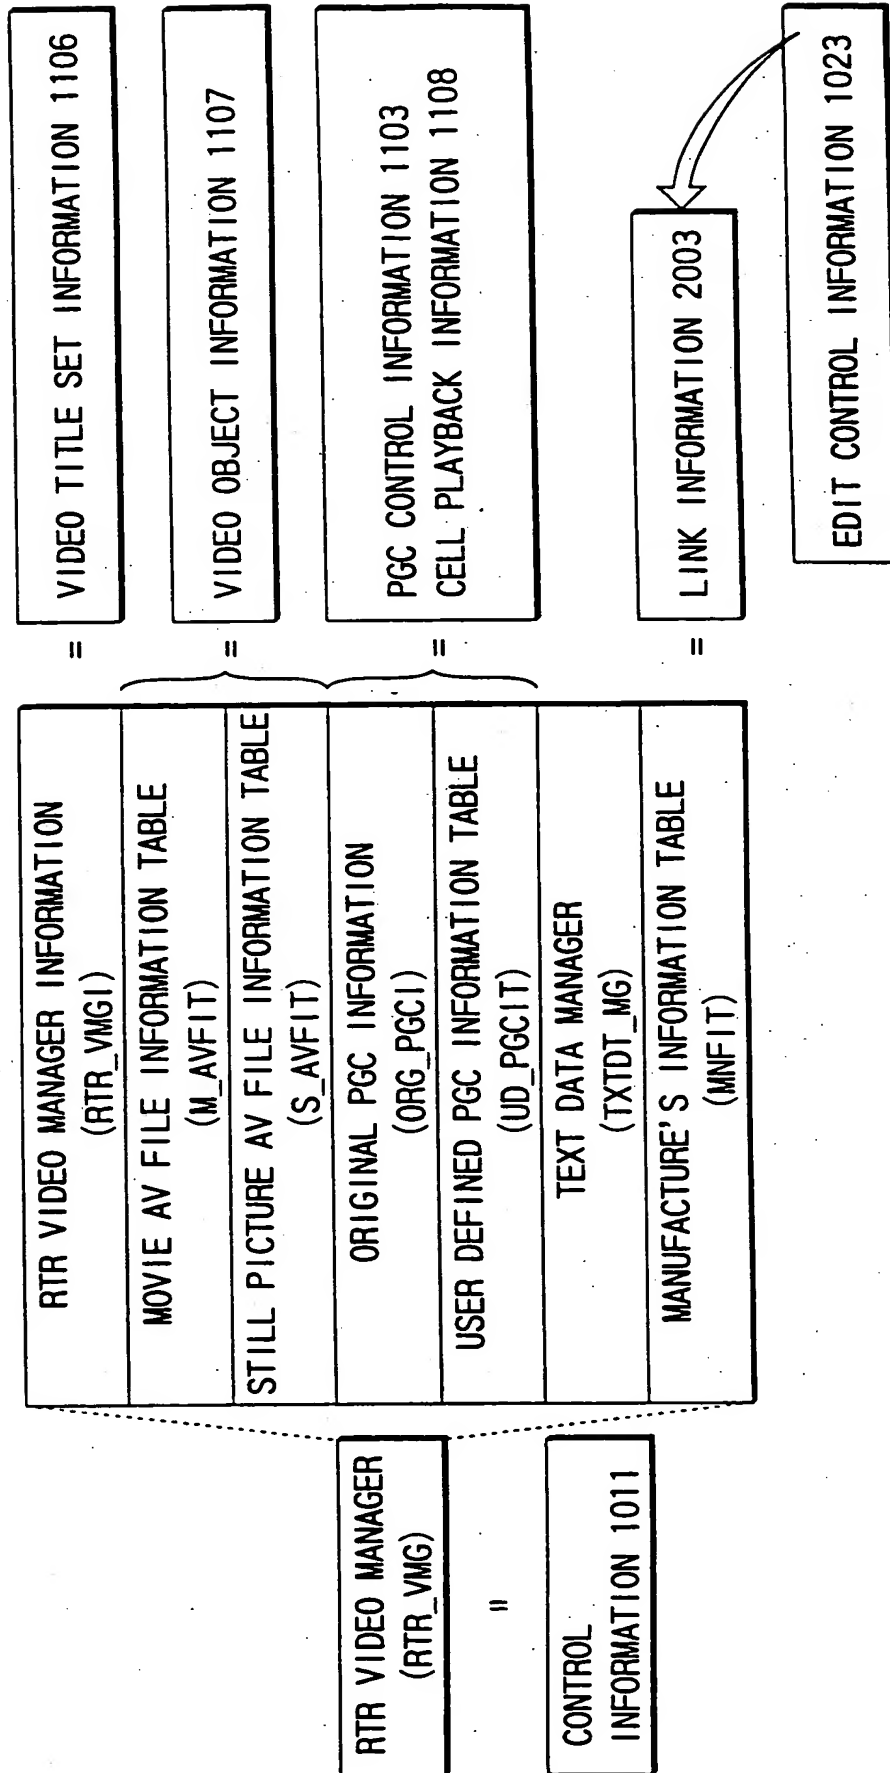 RTR VIDEO MANAGER
(RTR_VMG)
=
CONTROL
INFORMATION 1011
RTR VIDEO MANAGER INFORMATION
(RTR_VMGI)
MOVIE AV FILE INFORMATION TABLE
(M_AVFIT)
STILL PICTURE AV FILE INFORMATION TABLE
(S_AVFIT)
ORIGINAL PGC INFORMATION
(ORG_PGCI)
USER DEFINED PGC INFORMATION TABLE
(UD_PGCIT)
TEXT DATA MANAGER
(TXTDT_MG)
MANUFACTURE'S INFORMATION TABLE
(MNFIT)
=
VIDEO TITLE SET INFORMATION 1106
=
VIDEO OBJECT INFORMATION 1107
=
PGC CONTROL INFORMATION 1103
CELL PLAYBACK INFORMATION 1108
=
LINK INFORMATION 2003
EDIT CONTROL INFORMATION 1023